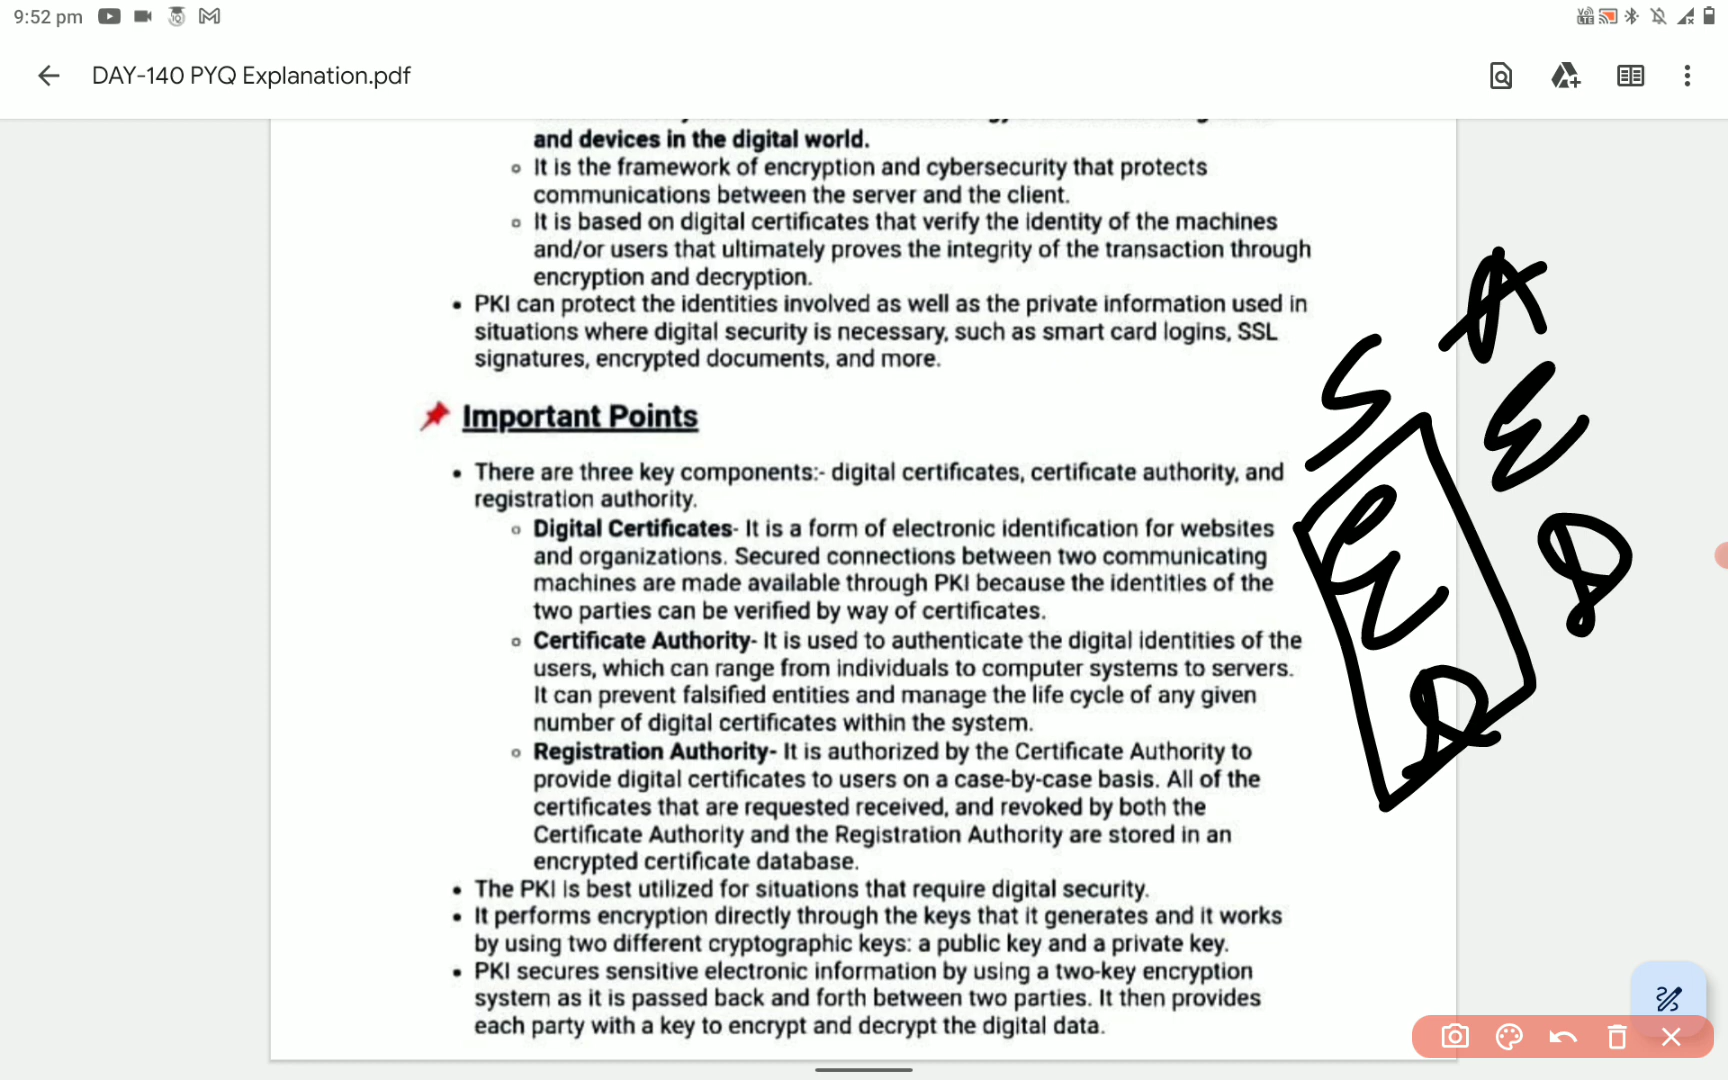 9:52 pm
DAY-140 PYQ Explanation.pdf
and devices in the digital world.
It is the framework of encryption and cybersecurity that protects
communications between the server and the client.
It is based on digital certificates that verify the identity of the machines
and/or users that ultimately proves the integrity of the transaction through
encryption and decryption.
PKI can protect the identities involved as well as the private information used in
situations where digital security is necessary, such as smart card logins, SSL
signatures, encrypted documents, and more.
Important Points
There are three key components:- digital certificates, certificate authority, and
registration authority.
Digital Certificates- It is a form of electronic identification for websites
and organizations. Secured connections between two communicating
machines are made available through PKI because the identities of the
two parties can be verified by way of certificates.
Certificate Authority- It is used to authenticate the digital identities of the
users, which can range from individuals to computer systems to servers.
It can prevent falsified entities and manage the life cycle of any given
number of digital certificates within the system.
Registration Authority- It is authorized by the Certificate Authority to
provide digital certificates to users on a case-by-case basis. All of the
certificates that are requested received, and revoked by both the
Certificate Authority and the Registration Authority are stored in an
encrypted certificate database.
The PKI is best utilized for situations that require digital security.
It performs encryption directly through the keys that it generates and it works
by using two different cryptographic keys: a public key and a private key.
PKI secures sensitive electronic information by using a two-key encryption
system as it is passed back and forth between two parties. It then provides
each party with a key to encrypt and decrypt the digital data.